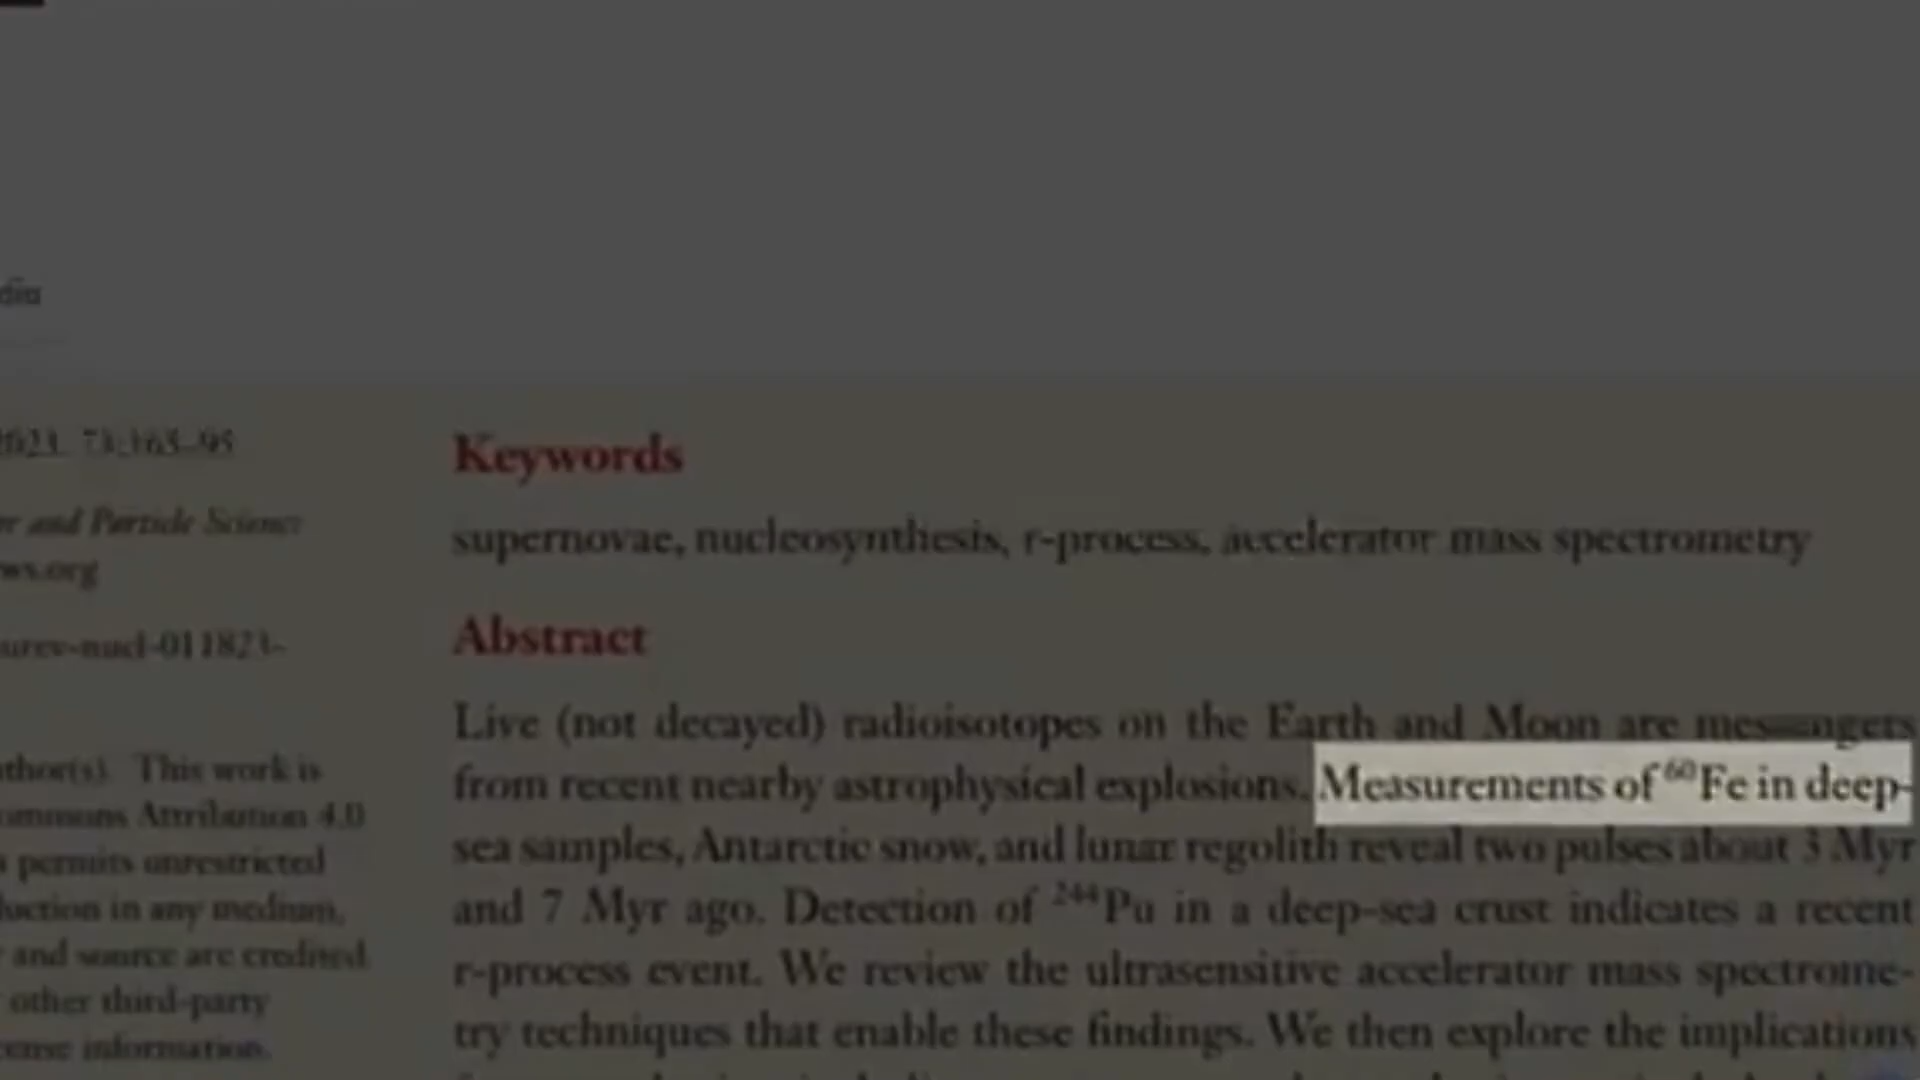 2023. 73:165–95
and Particle Science
Keywords
supernovae, nucleosynthesis, r-process, accelerator mass spectrometry
Abstract
Live (not decayed) radioisotopes on the Earth and Moon are messengers
from recent nearby astrophysical explosions. Measurements of ⁶⁰Fe in deep-
sea samples, Antarctic snow, and lunar regolith reveal two pulses about 3 Myr
and 7 Myr ago. Detection of ²⁴⁴Pu in a deep-sea crust indicates a recent
r-process event. We review the ultrasensitive accelerator mass spectrome-
try techniques that enable these findings. We then explore the implications
This work is
Attribution 4.0
permits unrestricted
in any medium,
and source are credited.
other third-party
information.